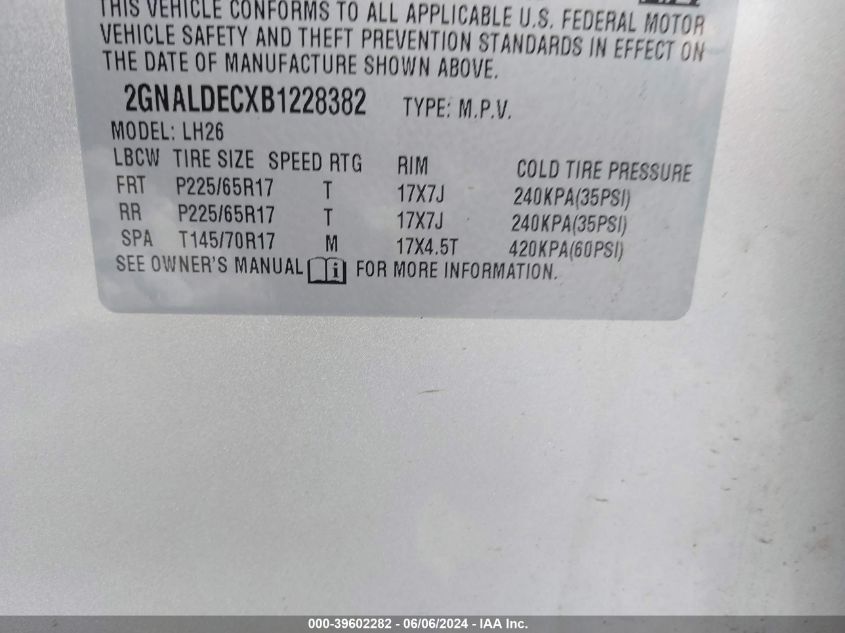 THIS VEHICLE CONFORMS TO ALL APPLICABLE U.S. FEDERAL MOTOR
VEHICLE SAFETY AND THEFT PREVENTION STANDARDS IN EFFECT ON
THE DATE OF MANUFACTURE SHOWN ABOVE.
2GNALDECXB1228382 TYPE: M.P.V.
MODEL: LH26
LBCW TIRE SIZE SPEED RTG RIM COLD TIRE PRESSURE
FRT P225/65R17 T 17X7J 240KPA(35PSI)
RR P225/65R17 T 17X7J 240KPA(35PSI)
SPA T145/70R17 M 17X4.5T 420KPA(60PSI)
SEE OWNER'S MANUAL i FOR MORE INFORMATION.
000-39602282 - 06/06/2024 - IAA Inc.